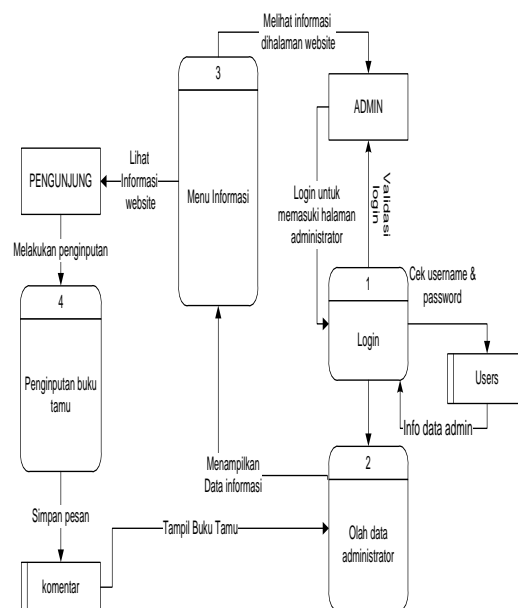 Melihat informasi
dihalaman website
3
ADMIN
Menu Informasi
Lihat
Informasi
website
PENGUNJUNG
Login untuk
memasuki halaman
administrator
Validasi
login
Melakukan penginputan
4
Penginputan buku
tamu
1
Login
Cek username &
password
Users
Info data admin
2
Olah data
administrator
Menampilkan
Data informasi
Simpan pesan
Tampil Buku Tamu
komentar